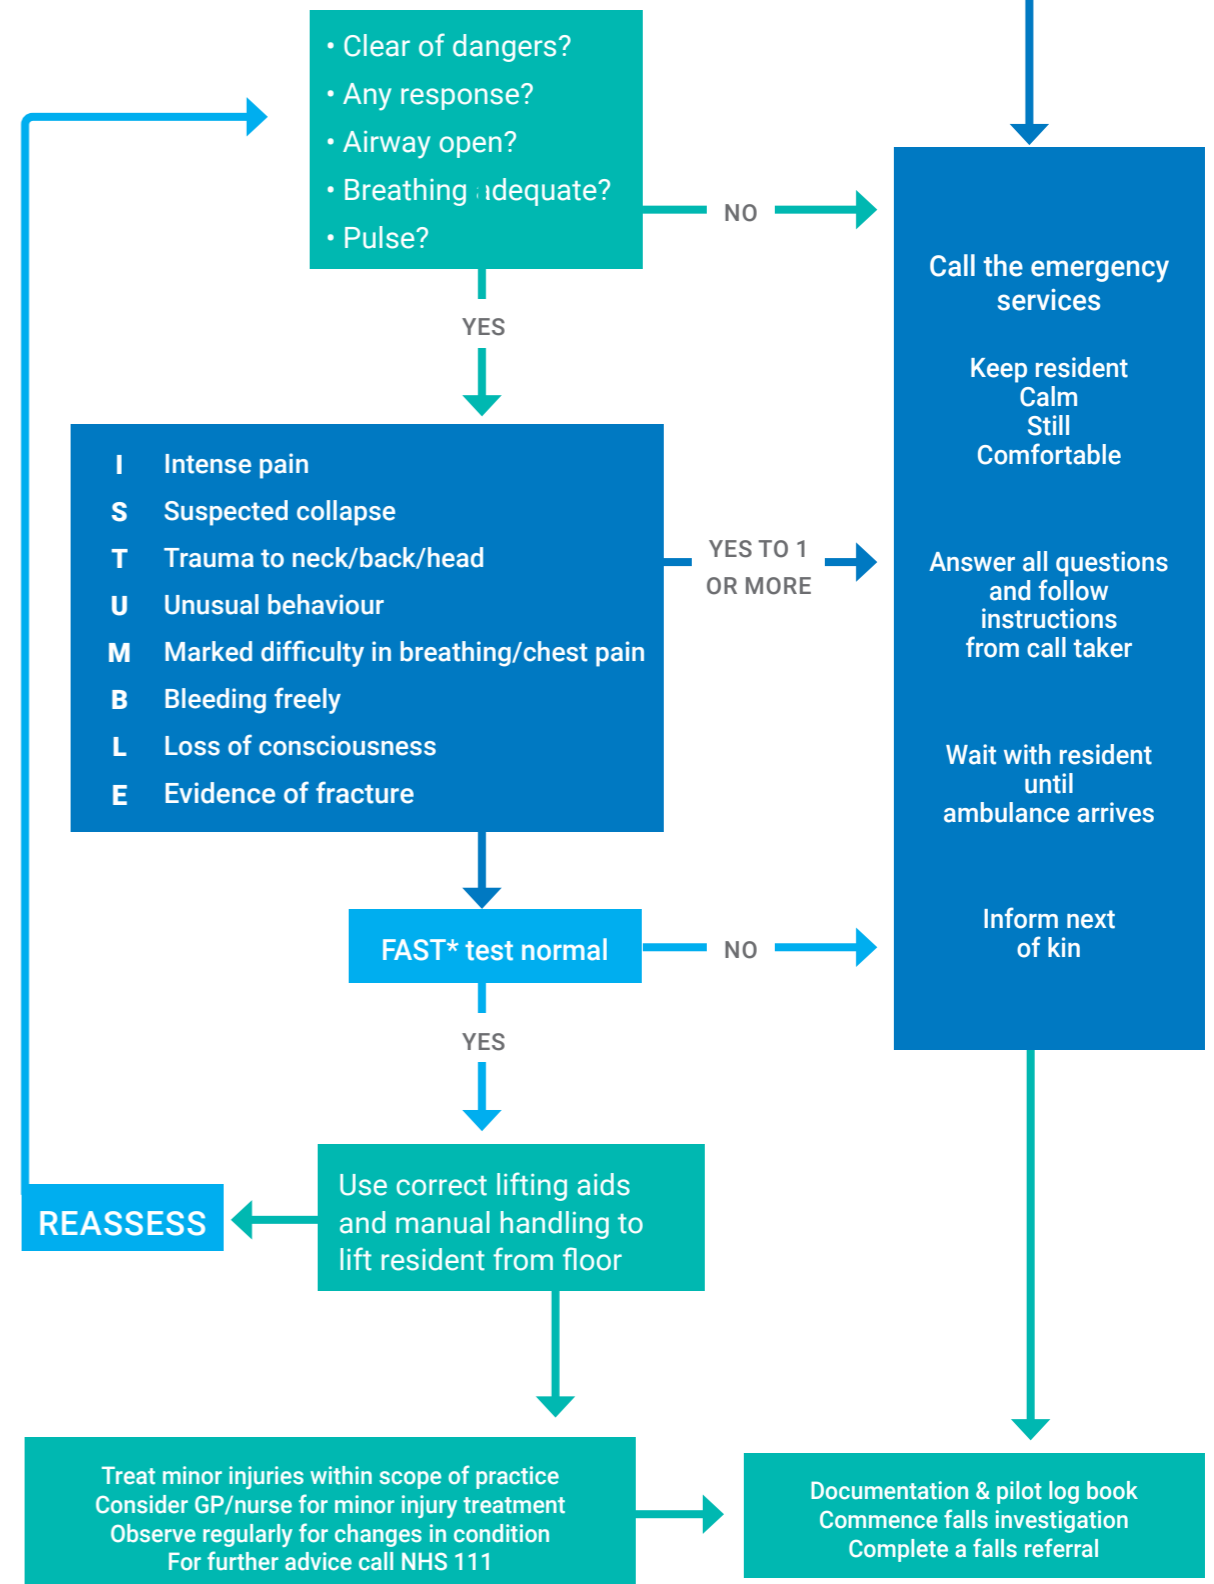 • Clear of dangers?
• Any response?
• Airway open?
• Breathing adequate?
• Pulse?
NO
YES
Call the emergency
services
Keep resident
Calm
Still
Comfortable
Answer all questions
and follow
instructions
from call taker
Wait with resident
until
ambulance arrives
Inform next
of kin
I Intense pain
S Suspected collapse
T Trauma to neck/back/head
U Unusual behaviour
M Marked difficulty in breathing/chest pain
B Bleeding freely
L Loss of consciousness
E Evidence of fracture
YES TO 1
OR MORE
FAST* test normal
NO
YES
Use correct lifting aids
and manual handling to
lift resident from floor
REASSESS
Treat minor injuries within scope of practice
Consider GP/nurse for minor injury treatment
Observe regularly for changes in condition
For further advice call NHS 111
Documentation & pilot log book
Commence falls investigation
Complete a falls referral